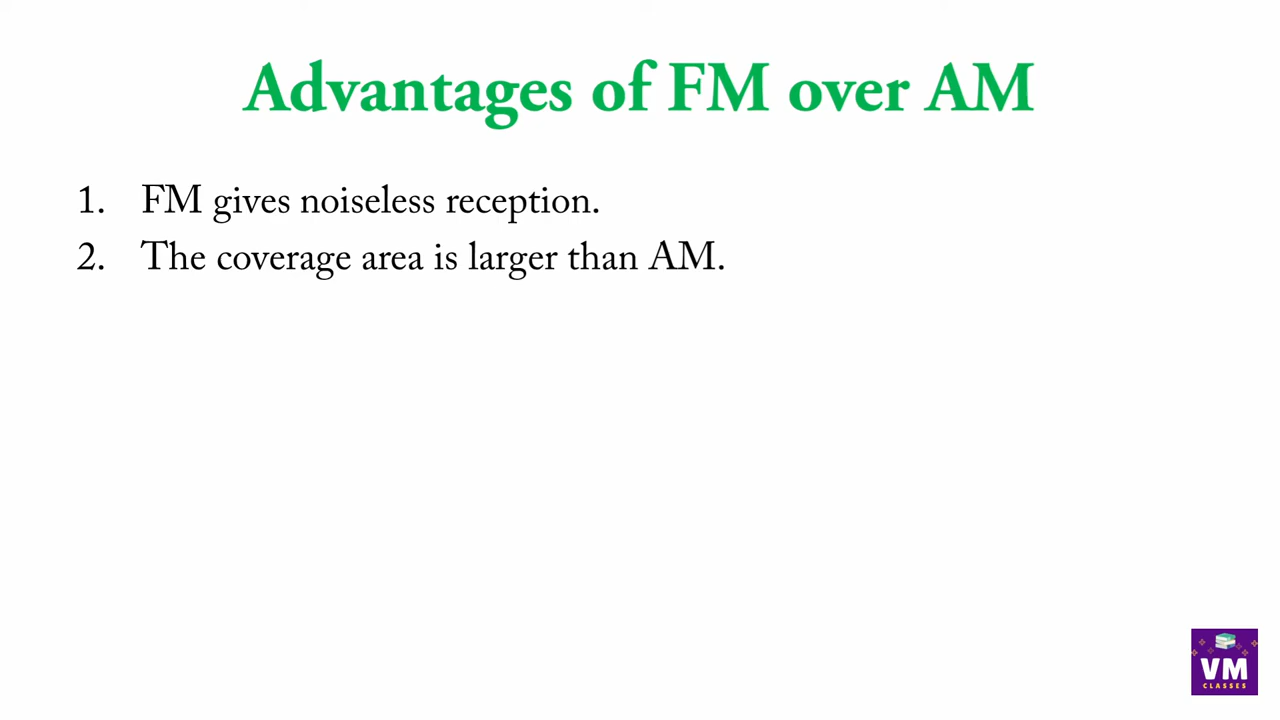 Advantages of FM over AM
1. FM gives noiseless reception.
2. The coverage area is larger than AM.
VM
CLASSES